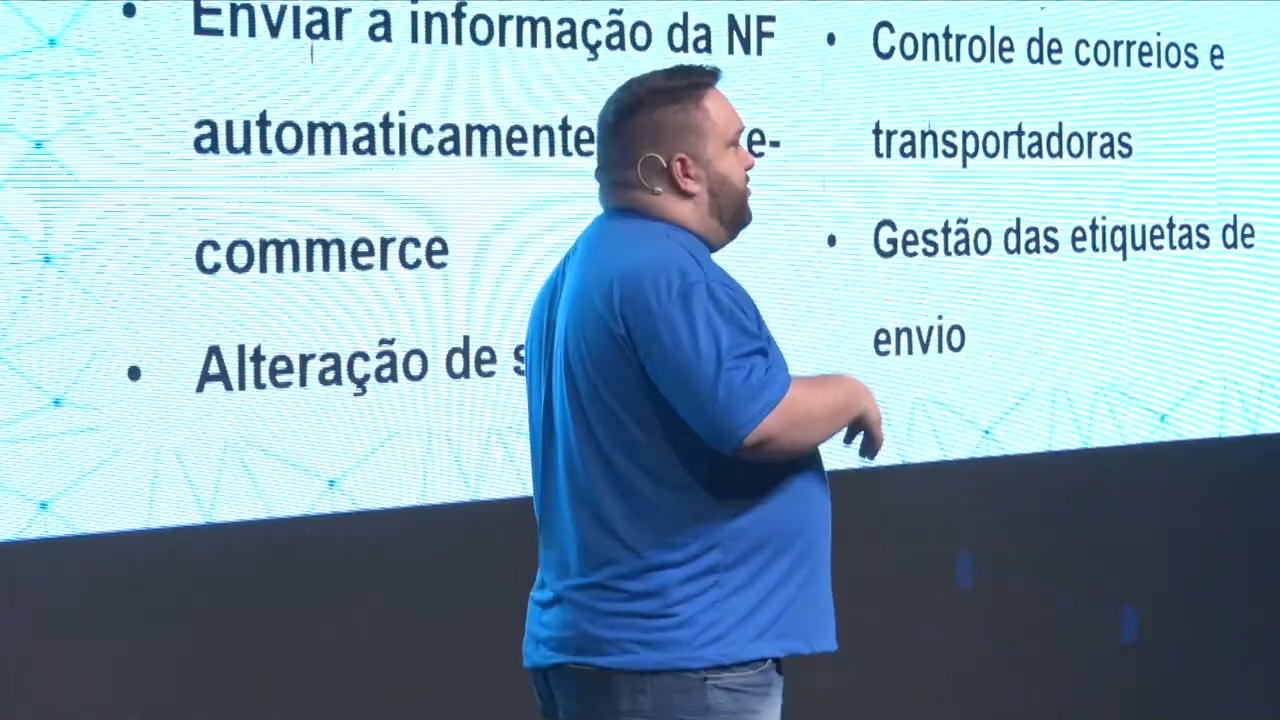 Enviar a informação da NF
automaticamente e-
commerce
Alteração de
Controle de correios e
transportadoras
Gestão das etiquetas de
envio